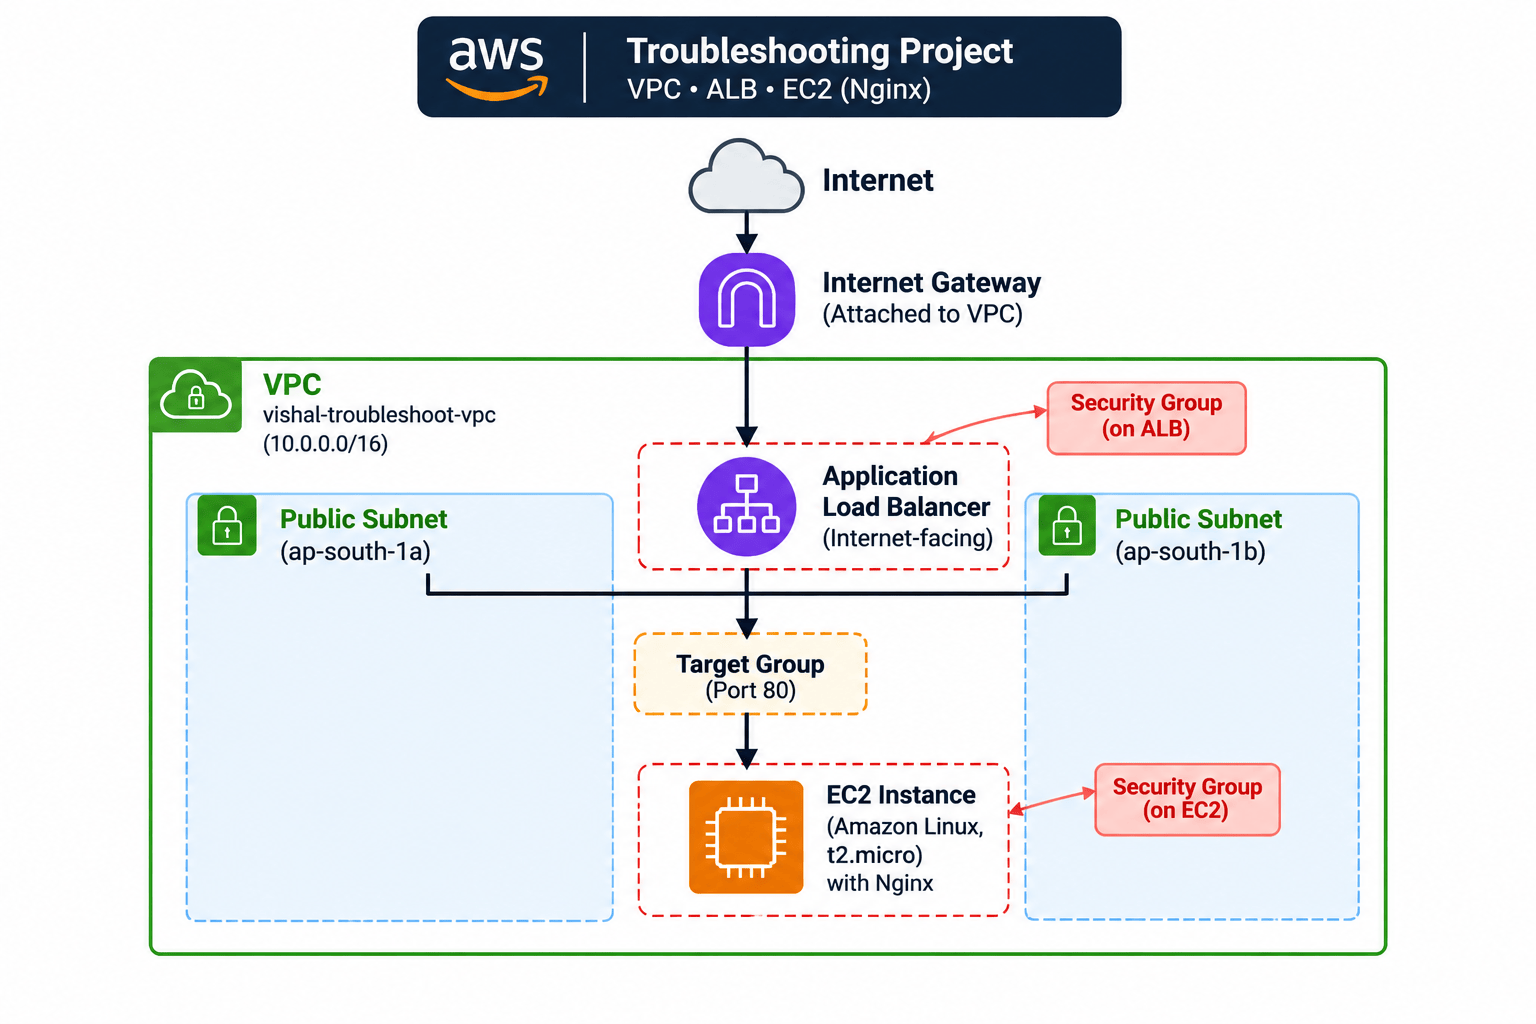 aws
Troubleshooting Project
VPC • ALB • EC2 (Nginx)
Internet
Internet Gateway
(Attached to VPC)
VPC
vishal-troubleshoot-vpc
(10.0.0.0/16)
Security Group
(on ALB)
Application
Load Balancer
(Internet-facing)
Public Subnet
(ap-south-1a)
Public Subnet
(ap-south-1b)
Target Group
(Port 80)
EC2 Instance
(Amazon Linux,
t2.micro)
with Nginx
Security Group
(on EC2)